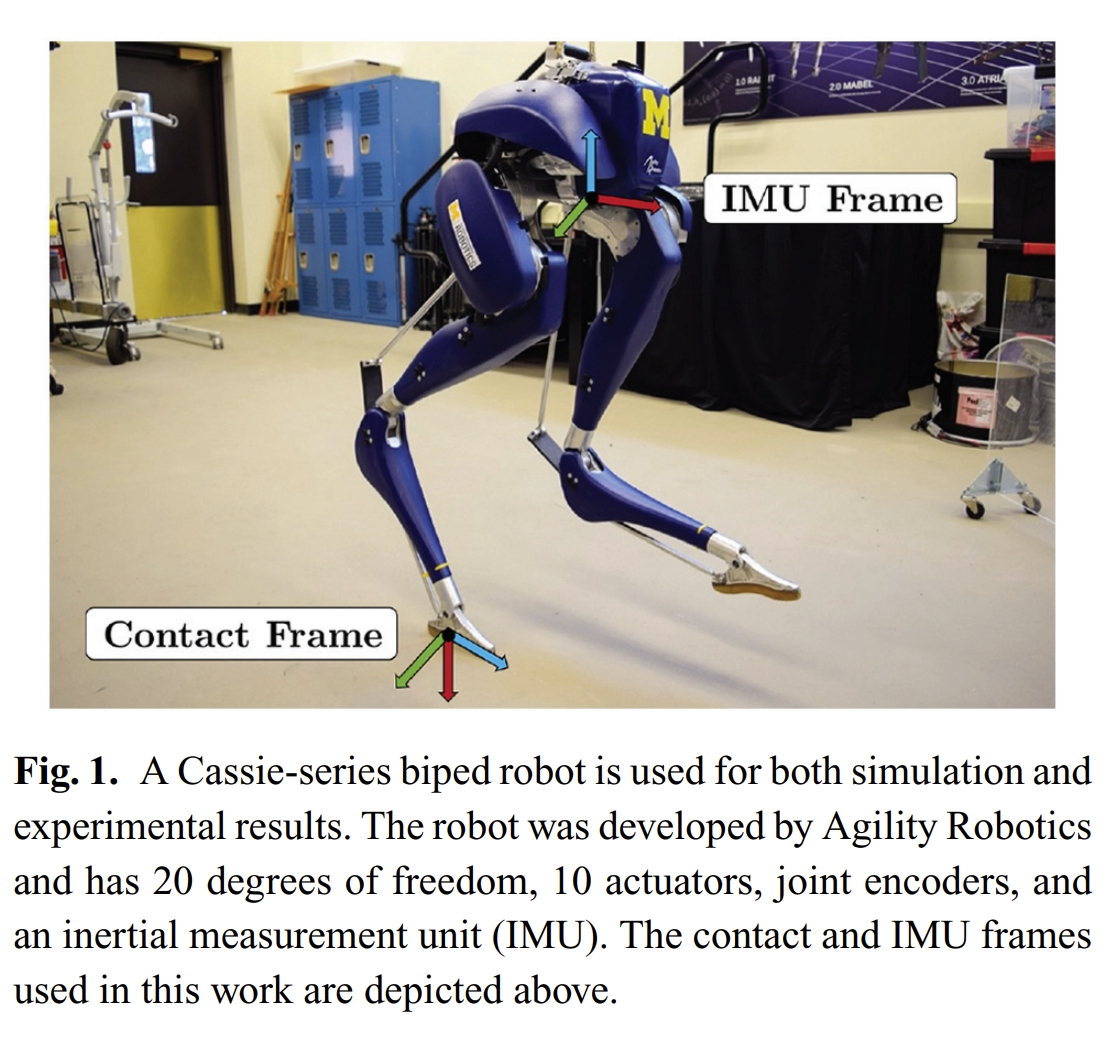 1.0 RABBIT
2.0 MABEL
3.0 ATRIA
M
ROBOTICS
IMU Frame
Contact Frame
Fig. 1. A Cassie-series biped robot is used for both simulation and
experimental results. The robot was developed by Agility Robotics
and has 20 degrees of freedom, 10 actuators, joint encoders, and
an inertial measurement unit (IMU). The contact and IMU frames
used in this work are depicted above.